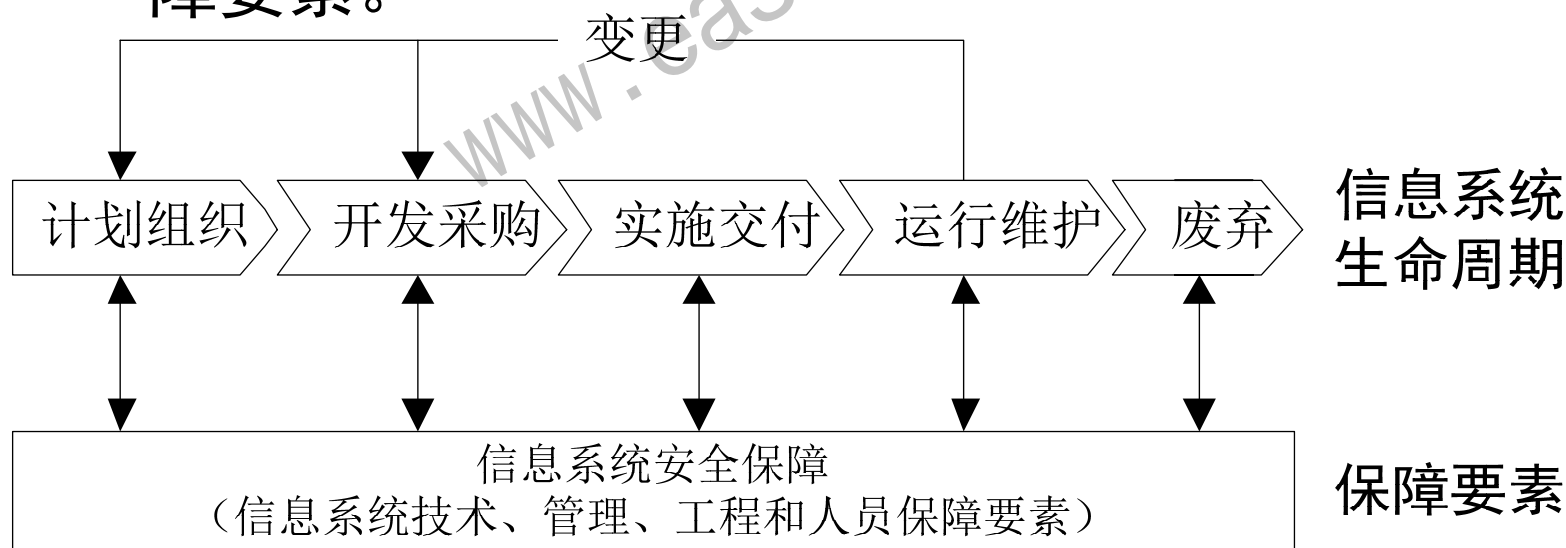 障要素。
变更
www.eas
计划组织
开发采购
实施交付
运行维护
废弃
信息系统
生命周期
信息系统安全保障
（信息系统技术、管理、工程和人员保障要素）
保障要素